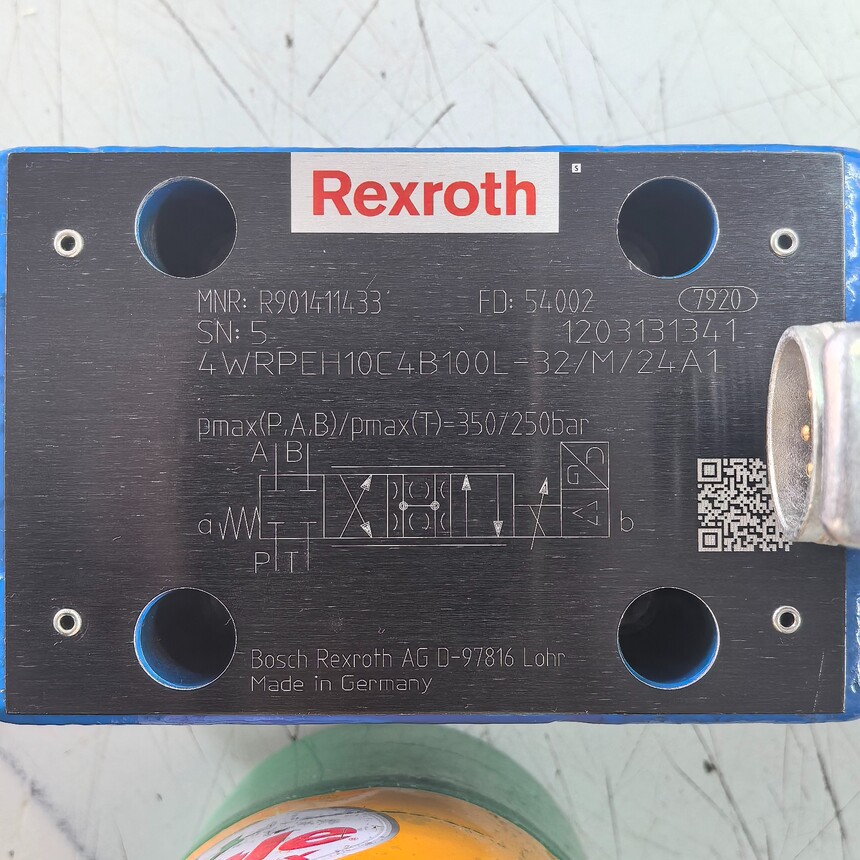 Rexroth
S
MNR: R901411433 FD: 54002 7920
SN: 5 1203131341
4WRPEH10C4B100L-32/M/24A1
pmax(P,A,B)/pmax(T)=350/250bar
A B
a b
P T
Bosch Rexroth AG D-97816 Lohr
Made in Germany